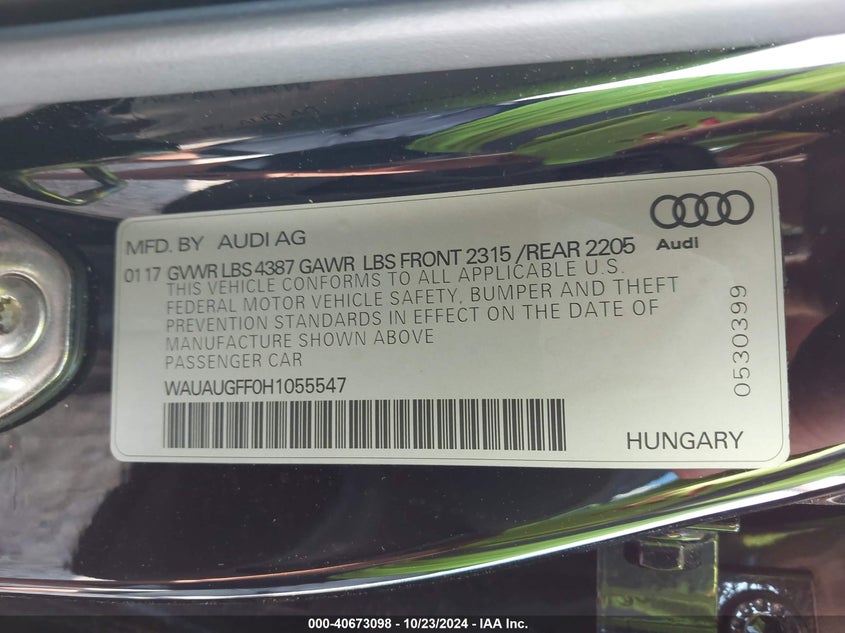 MFD. BY AUDI AG
Audi
01 17 GVWR LBS 4387 GAWR LBS FRONT 2315 /REAR 2205
THIS VEHICLE CONFORMS TO ALL APPLICABLE U.S.
FEDERAL MOTOR VEHICLE SAFETY, BUMPER AND THEFT
PREVENTION STANDARDS IN EFFECT ON THE DATE OF
MANUFACTURE SHOWN ABOVE
PASSENGER CAR
WAUAUGFF0H1055547
HUNGARY
0530399
000-40673098 - 10/23/2024 - IAA Inc.